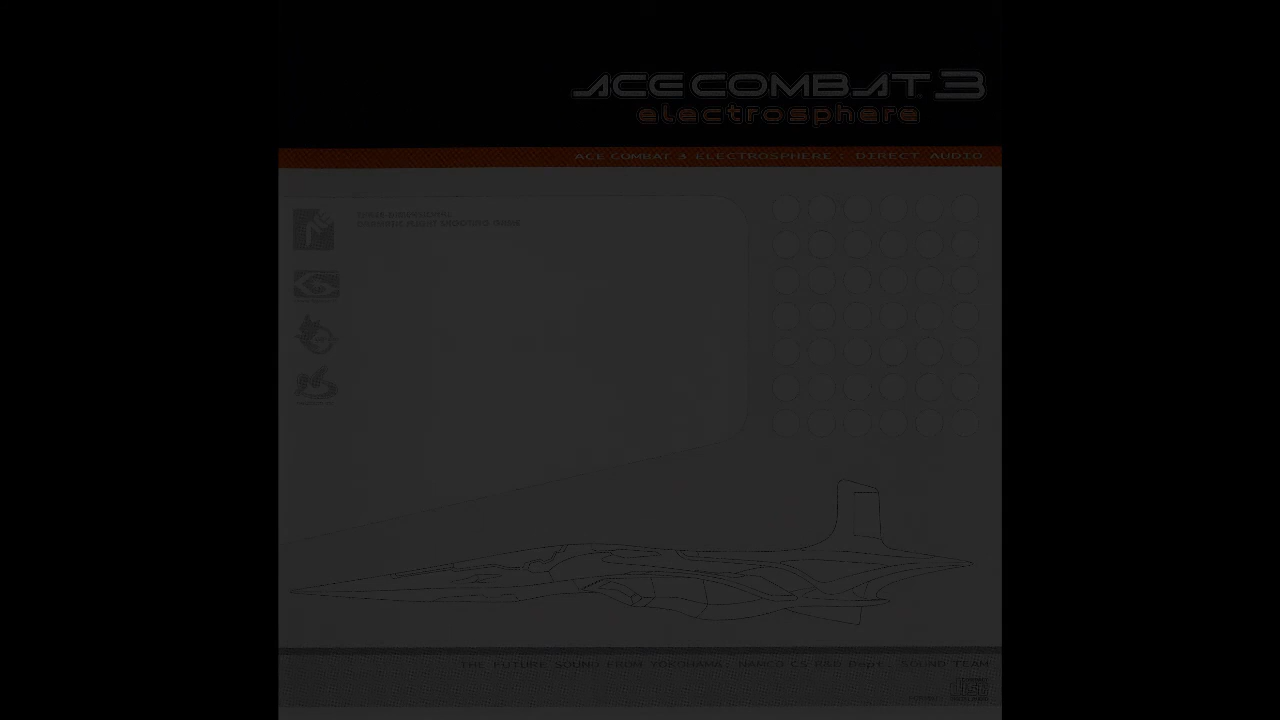 ACE COMBAT 3
electrosphere
ACE COMBAT 3 ELECTROSPHERE: DIRECT AUDIO
THE FUTURE SOUND FROM YOKOHAMA: NAMCO CS R&D Dept. SOUND TEAM